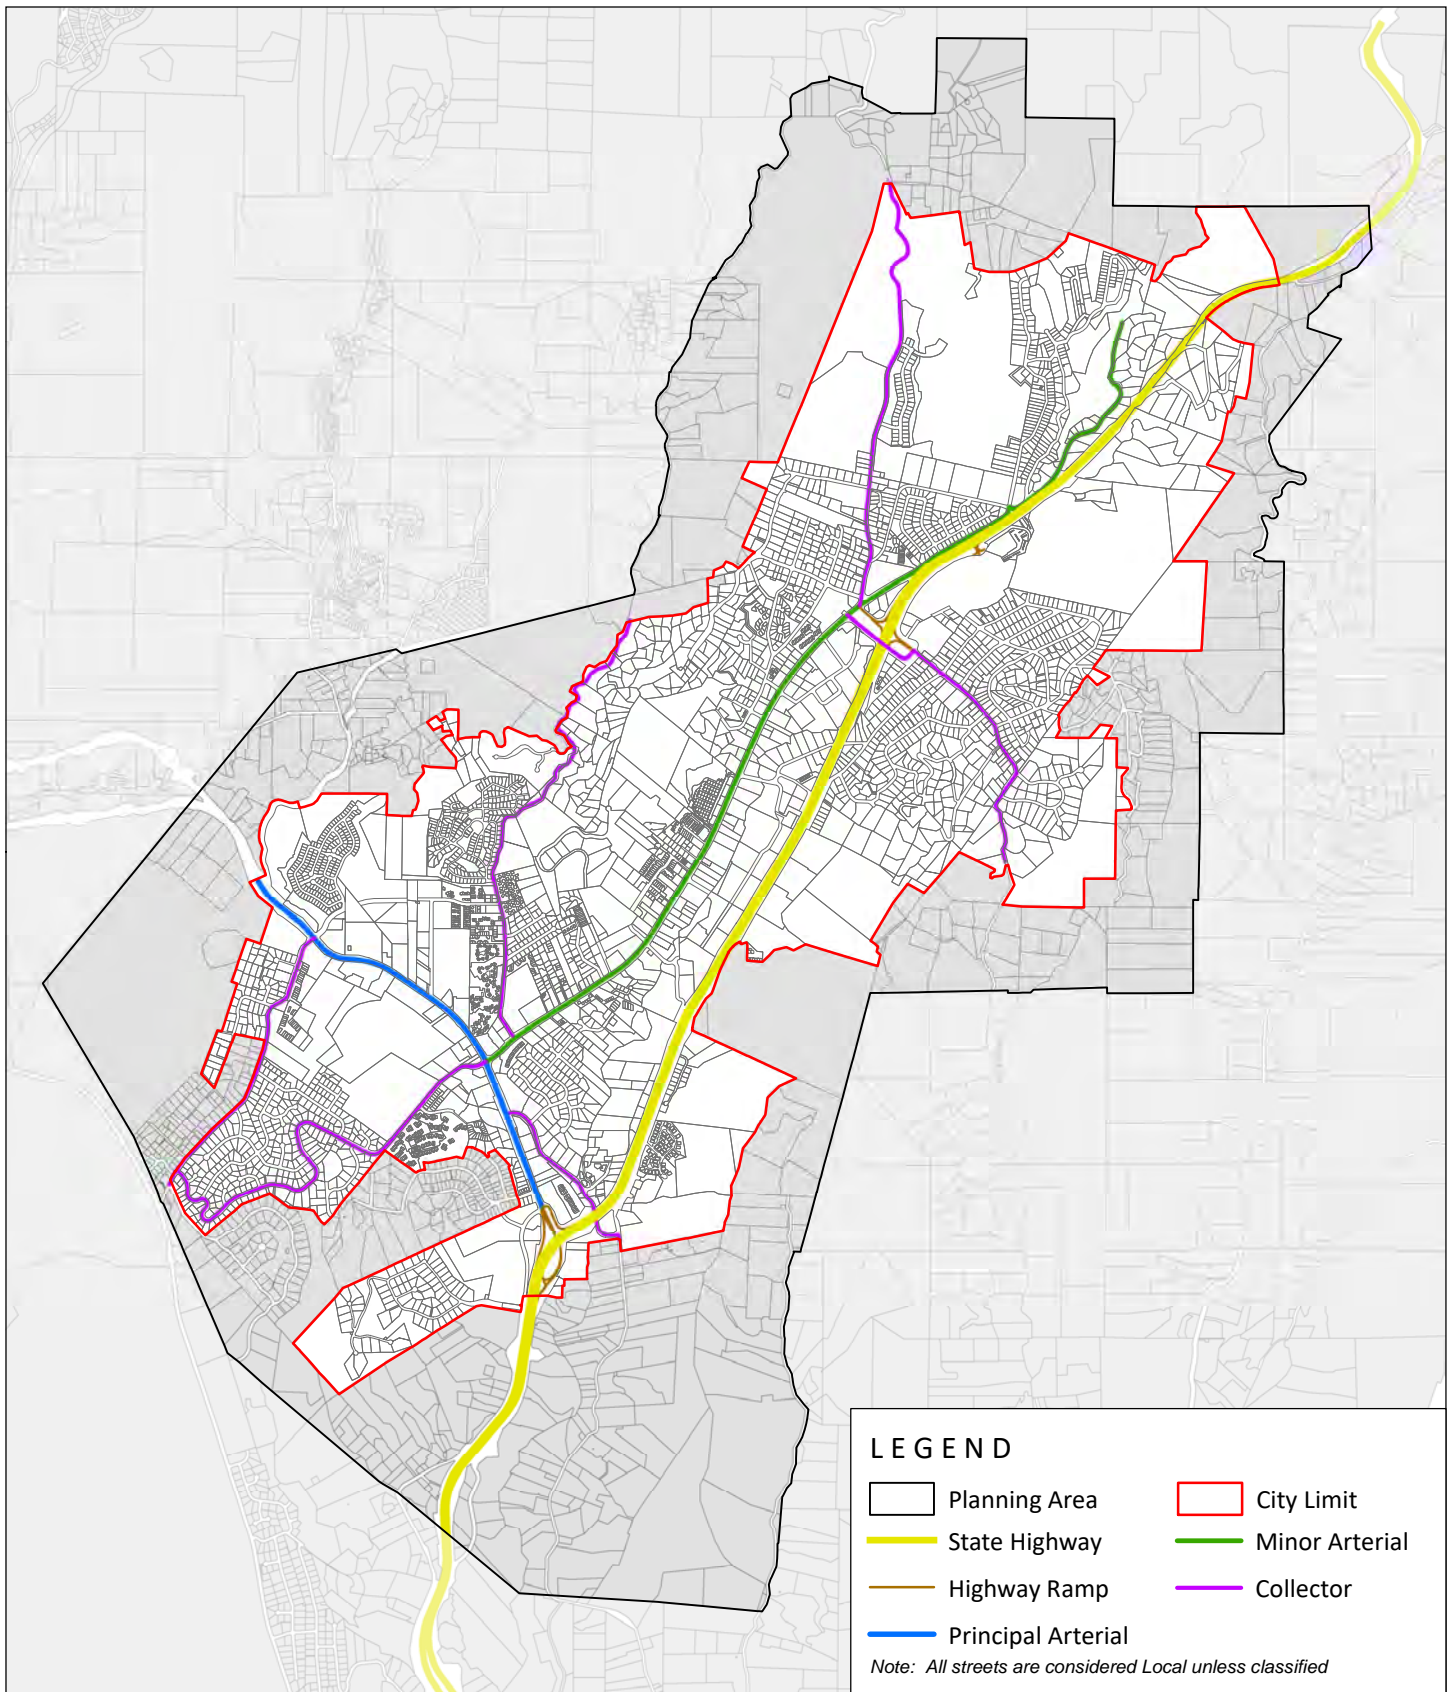 LEGEND
Planning Area
City Limit
State Highway
Minor Arterial
Highway Ramp
Collector
Principal Arterial
Note: All streets are considered Local unless classified